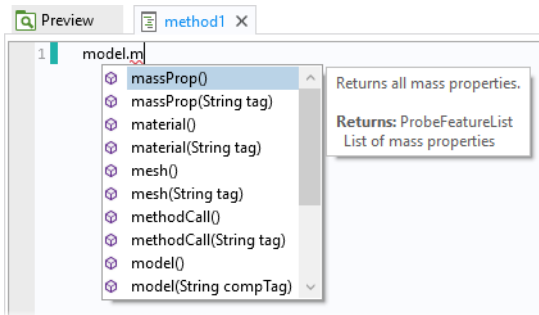 Preview
method1
1 model.m
massProp()
massProp(String tag)
material()
material(String tag)
mesh()
mesh(String tag)
methodCall()
methodCall(String tag)
model()
model(String compTag)
Returns all mass properties.
Returns: ProbeFeatureList
List of mass properties